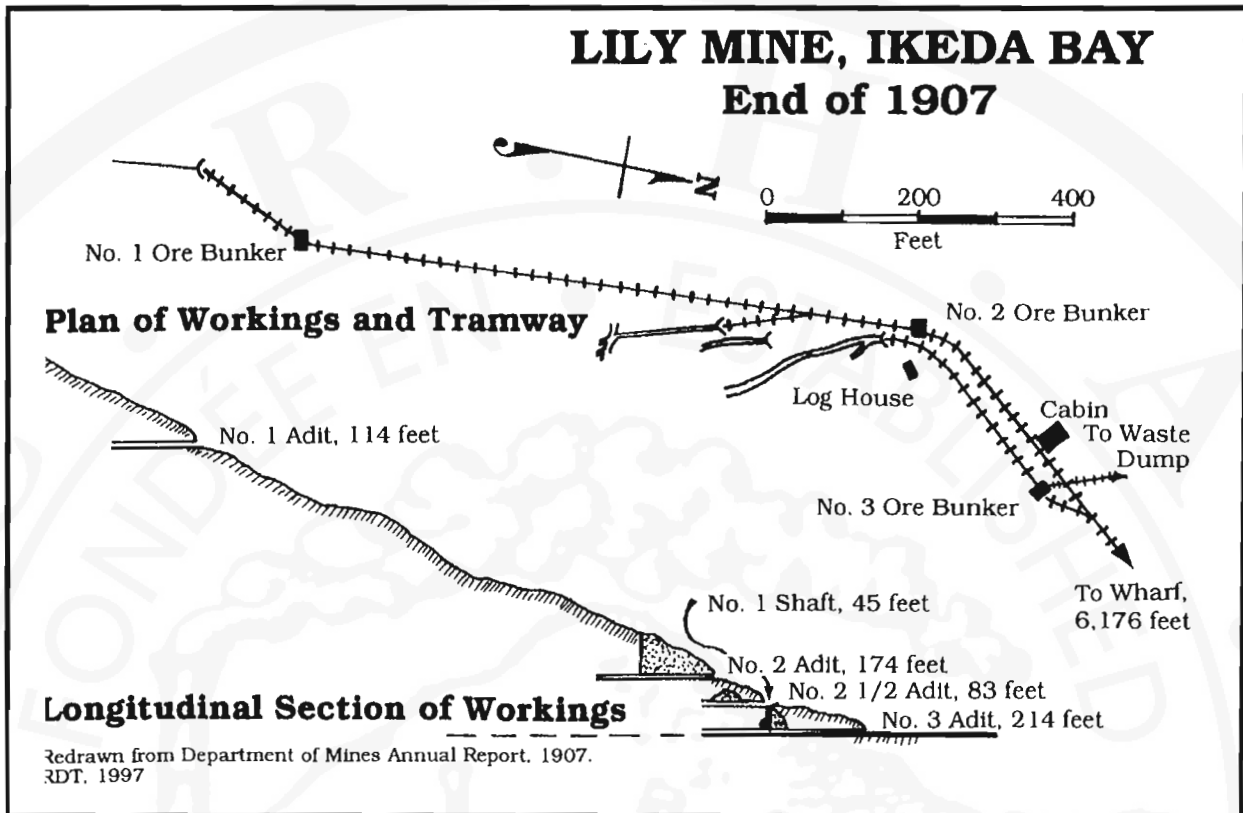 LILY MINE, IKEDA BAY
End of 1907
N
0 200 400
Feet
No. 1 Ore Bunker
Plan of Workings and Tramway
No. 2 Ore Bunker
Log House
Cabin
To Waste
Dump
No. 3 Ore Bunker
To Wharf,
6,176 feet
No. 1 Adit, 114 feet
No. 1 Shaft, 45 feet
No. 2 Adit, 174 feet
No. 2 1/2 Adit, 83 feet
No. 3 Adit, 214 feet
Longitudinal Section of Workings
Redrawn from Department of Mines Annual Report, 1907.
RDT, 1997
R H A
FONDÉE EN
ESTABLISHED